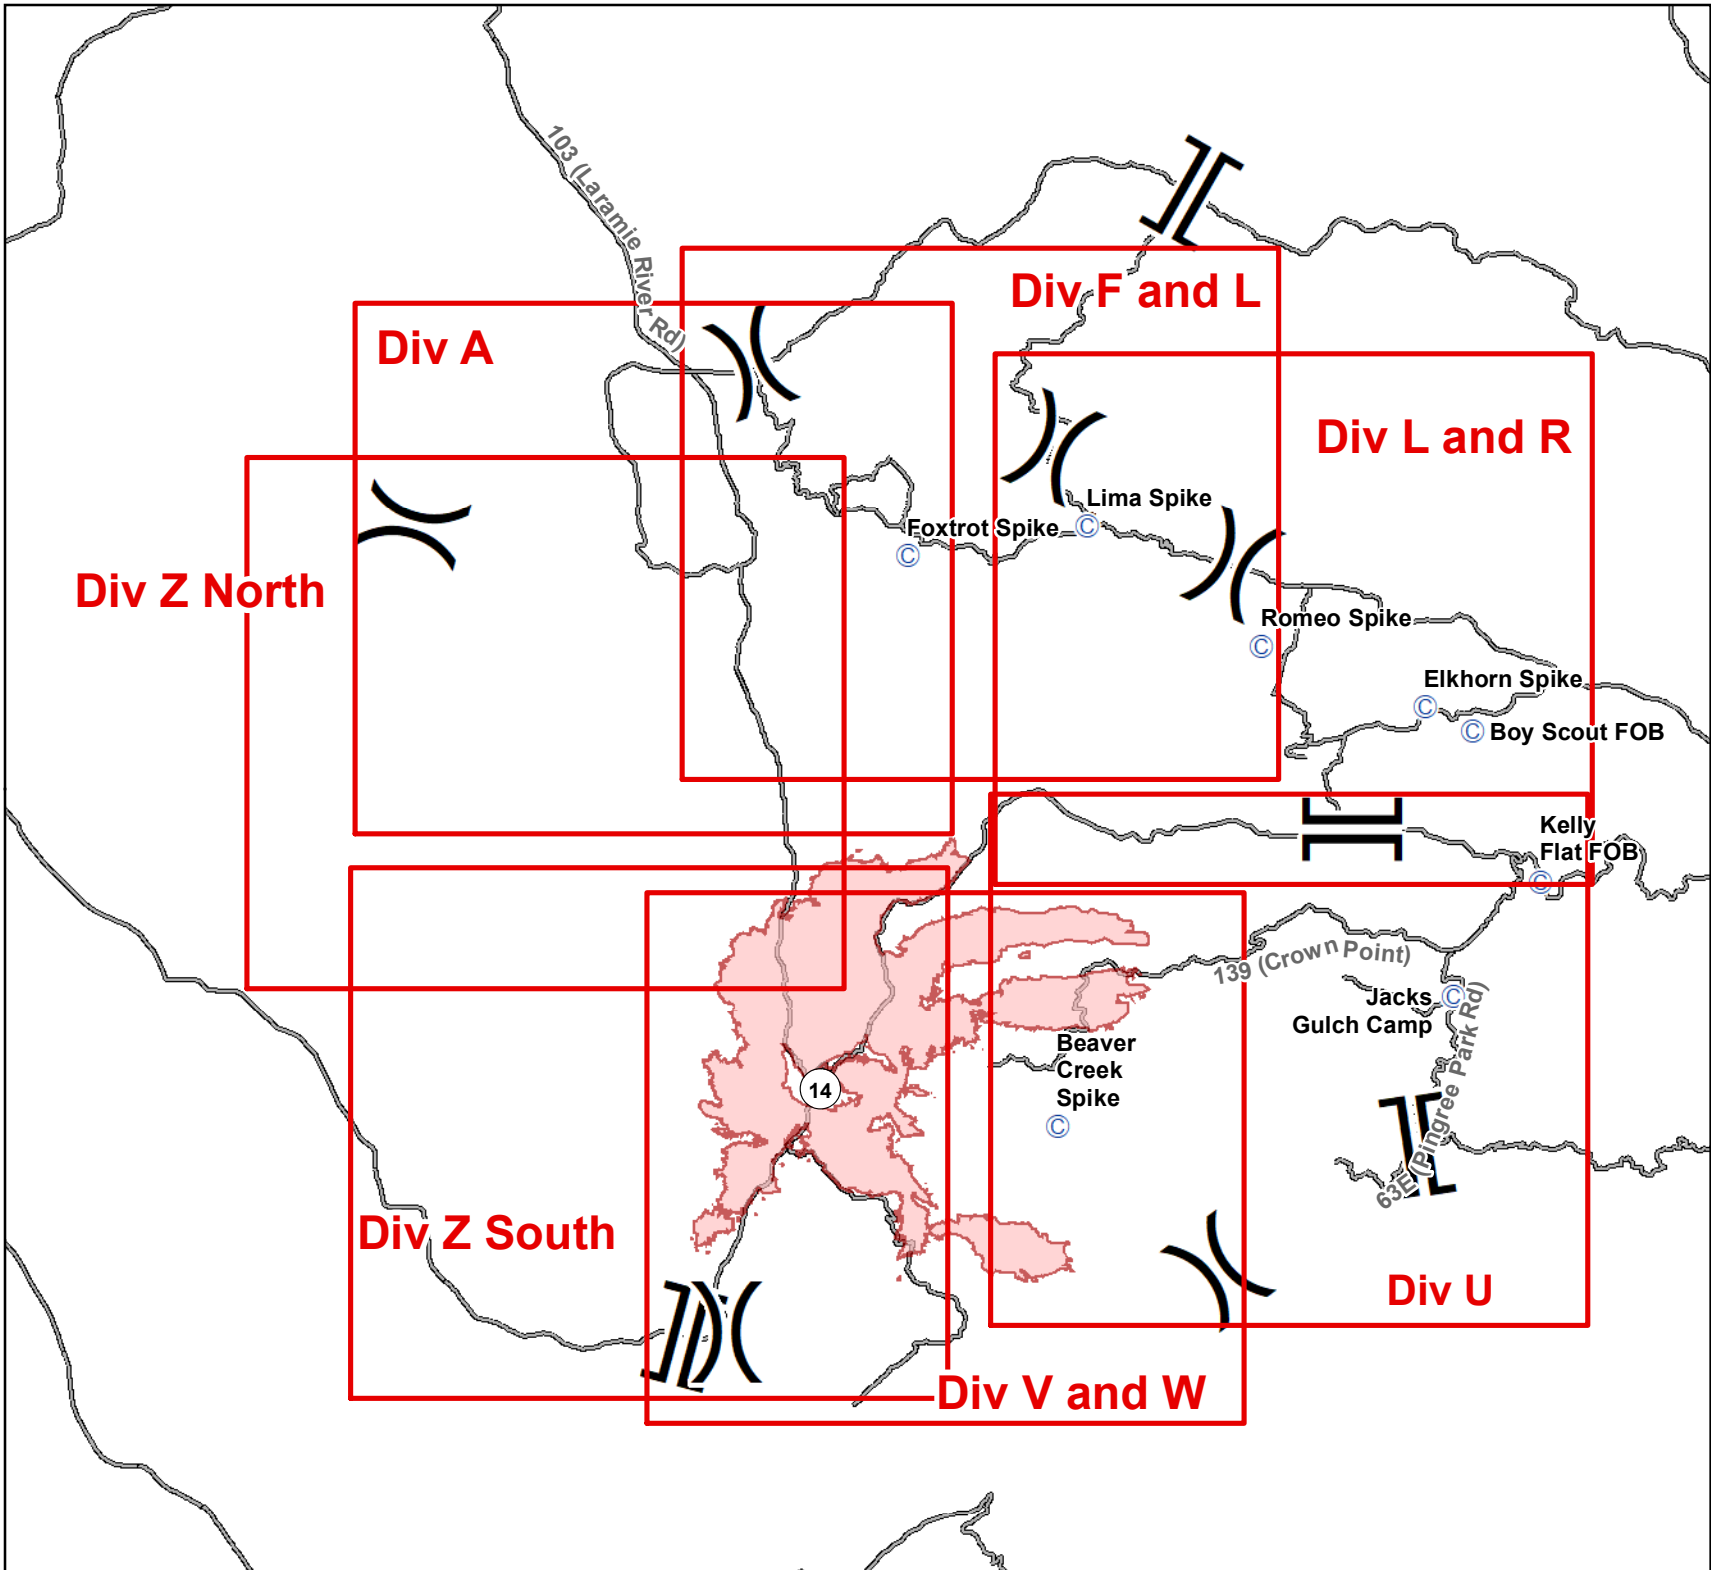 103 (Laramie River Rd)
Div F and L
Div A
Div L and R
Lima Spike
©
Foxtrot Spike
©
Div Z North
Romeo Spike
©
Elkhorn Spike
©
© Boy Scout FOB
Kelly
Flat FOB
©
139 (Crown Point)
Jacks ©
Gulch Camp
63E (Pingree Park Rd)
Beaver
Creek
Spike
©
14
Div Z South
Div U
Div V and W